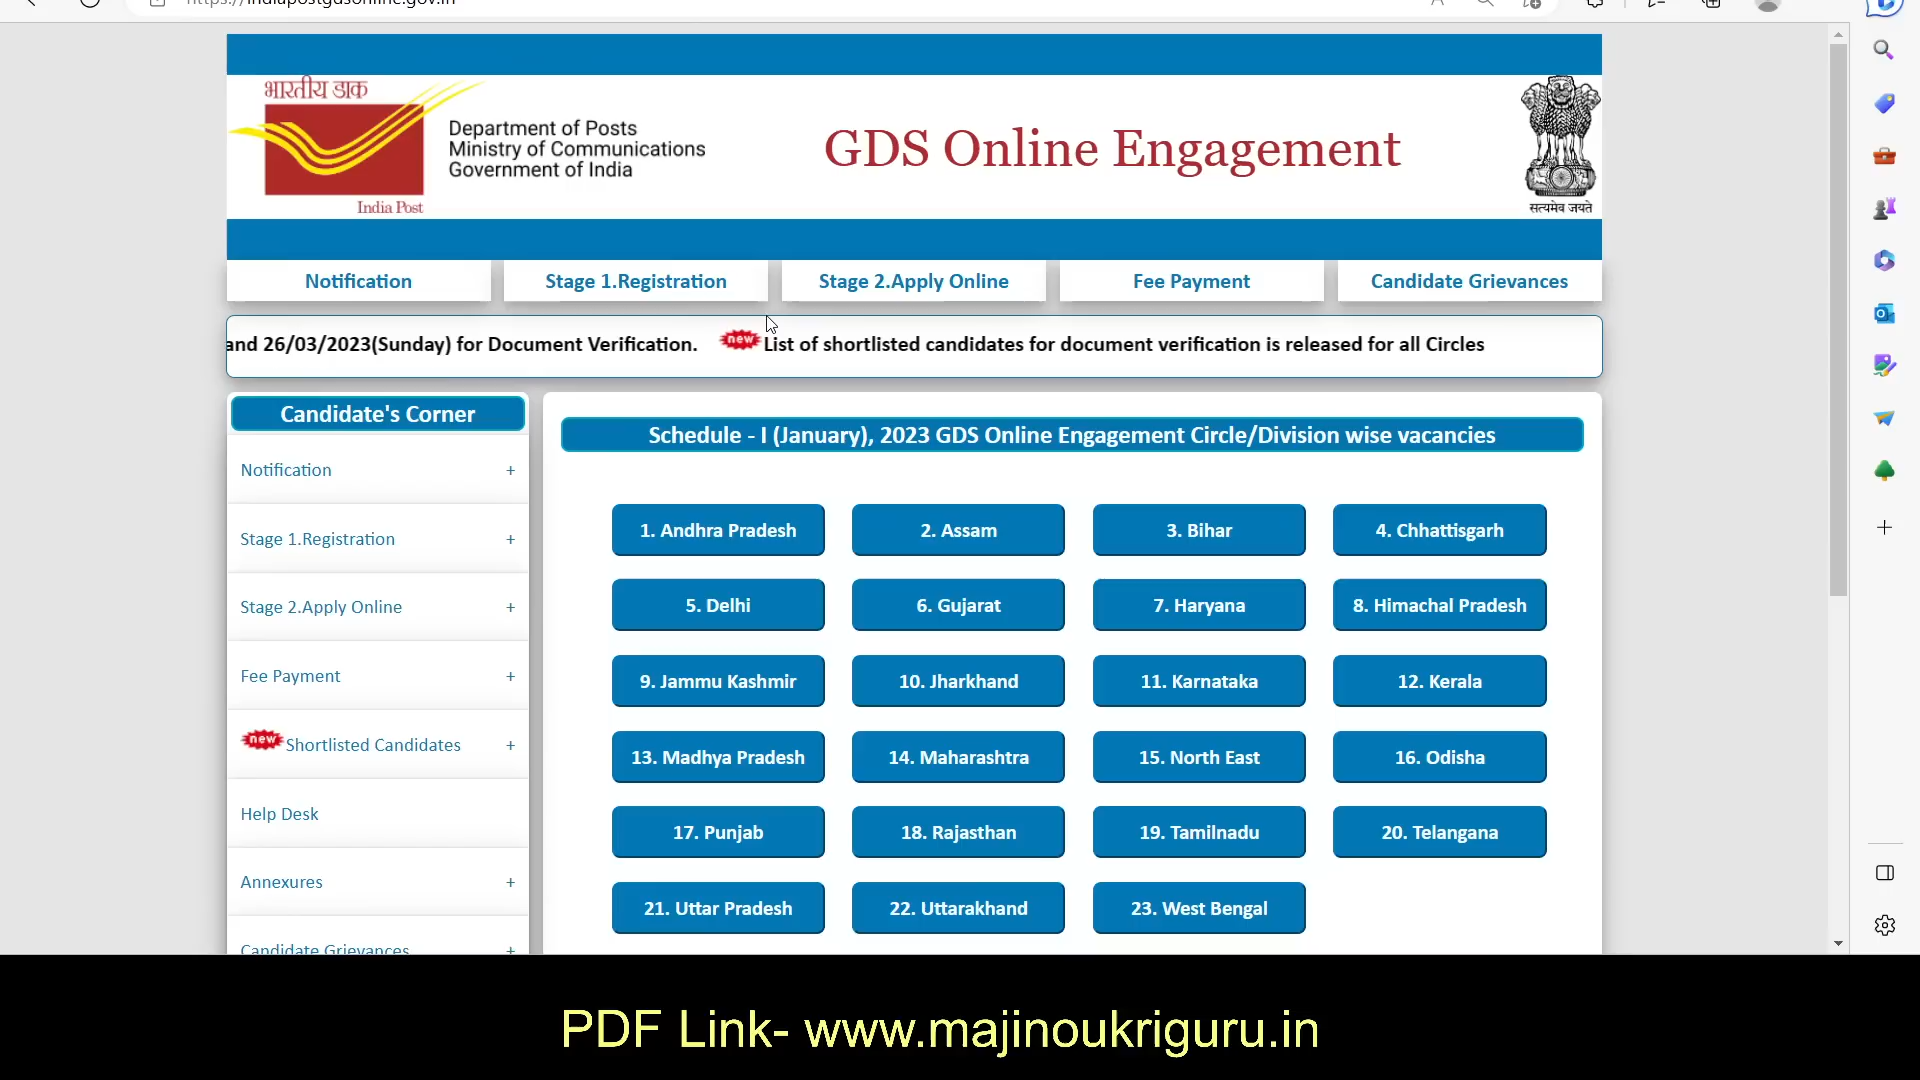 https://indiapostgdsonline.gov.in
भारतीय डाक
India Post
Department of Posts
Ministry of Communications
Government of India
GDS Online Engagement
सत्यमेव जयते
Notification
Stage 1.Registration
Stage 2.Apply Online
Fee Payment
Candidate Grievances
and 26/03/2023(Sunday) for Document Verification. new List of shortlisted candidates for document verification is released for all Circles
Candidate's Corner
Notification +
Stage 1.Registration +
Stage 2.Apply Online +
Fee Payment +
new Shortlisted Candidates +
Help Desk
Annexures +
Candidate Grievances +
Schedule - I (January), 2023 GDS Online Engagement Circle/Division wise vacancies
1. Andhra Pradesh
2. Assam
3. Bihar
4. Chhattisgarh
5. Delhi
6. Gujarat
7. Haryana
8. Himachal Pradesh
9. Jammu Kashmir
10. Jharkhand
11. Karnataka
12. Kerala
13. Madhya Pradesh
14. Maharashtra
15. North East
16. Odisha
17. Punjab
18. Rajasthan
19. Tamilnadu
20. Telangana
21. Uttar Pradesh
22. Uttarakhand
23. West Bengal
PDF Link- www.majinoukriguru.in